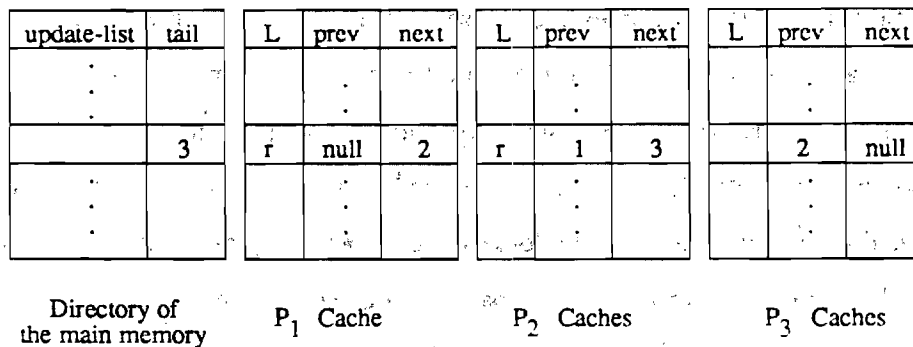 update-list tail L prev next L prev next L prev next
3 r null 2 r 1 3 2 null
Directory of
the main memory
P1 Cache P2 Caches P3 Caches